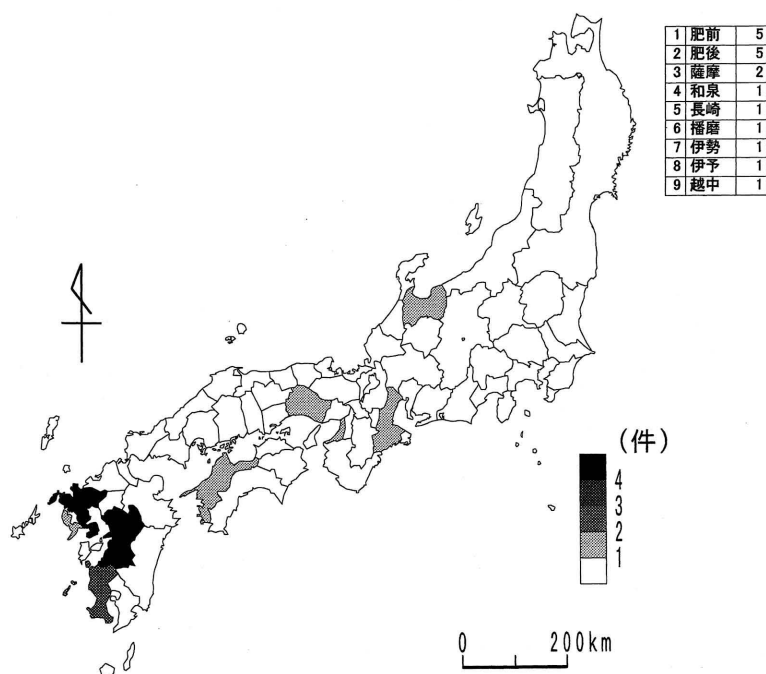 1 肥前 5
2 肥後 5
3 薩摩 2
4 和泉 1
5 長崎 1
6 播磨 1
7 伊勢 1
8 伊予 1
9 越中 1
(件)
4
3
2
1
0 200km